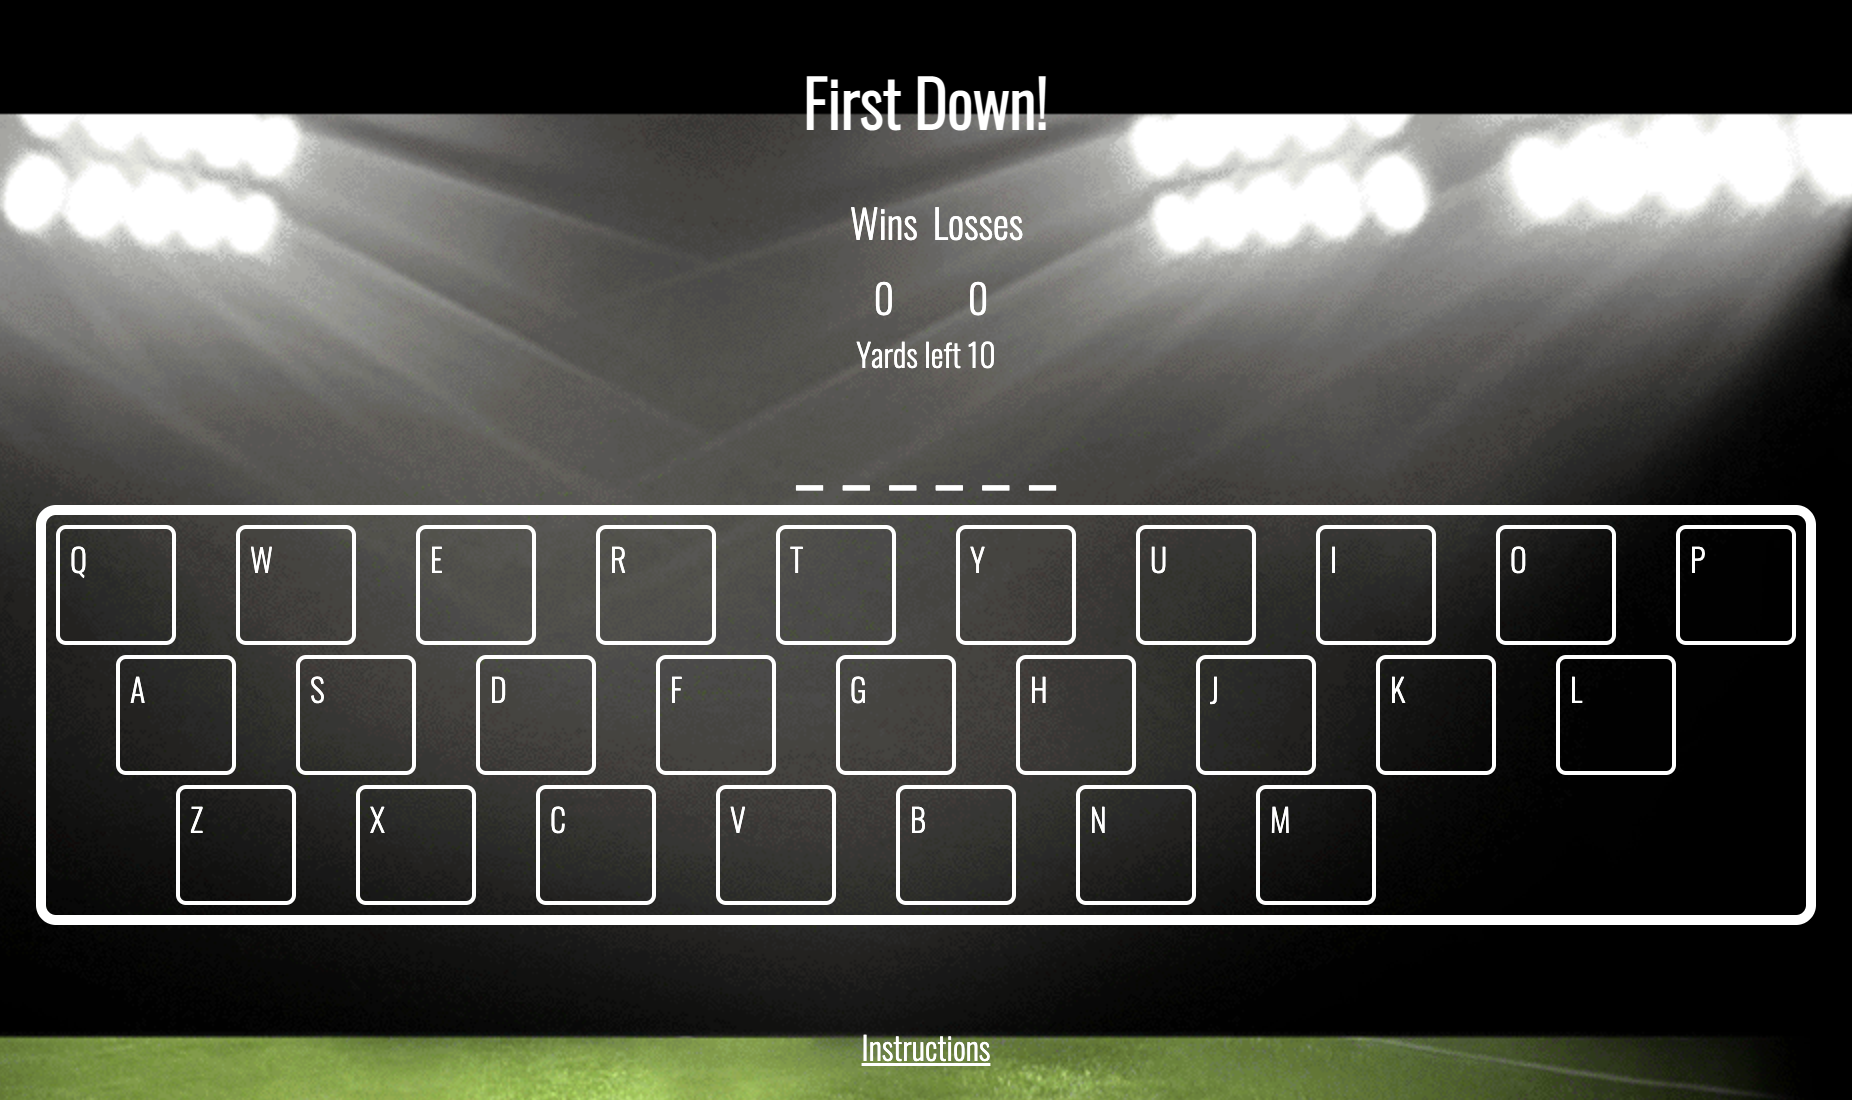 First Down!
Wins Losses
0 0
Yards left 10
_ _ _ _ _ _
Q W E R T Y U I O P
A S D F G H J K L
Z X C V B N M
Instructions